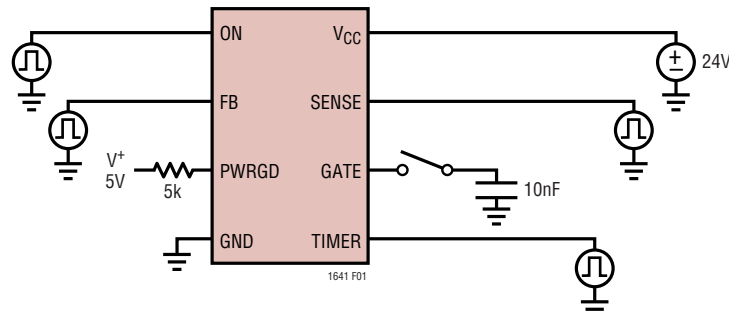 ON
VCC
24V
FB
SENSE
V+
5V
5k
PWRGD
GATE
10nF
GND
TIMER
1641 F01